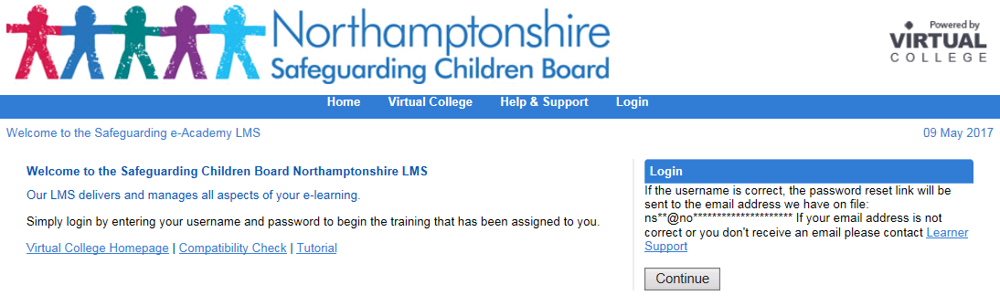 Northamptonshire
Safeguarding Children Board
Powered by
VIRTUAL
COLLEGE
Home Virtual College Help & Support Login
Welcome to the Safeguarding e-Academy LMS
09 May 2017
Welcome to the Safeguarding Children Board Northamptonshire LMS
Our LMS delivers and manages all aspects of your e-learning.
Simply login by entering your username and password to begin the training that has been assigned to you.
Virtual College Homepage | Compatibility Check | Tutorial
Login
If the username is correct, the password reset link will be
sent to the email address we have on file:
ns**@no********************* If your email address is not
correct or you don't receive an email please contact Learner
Support
Continue